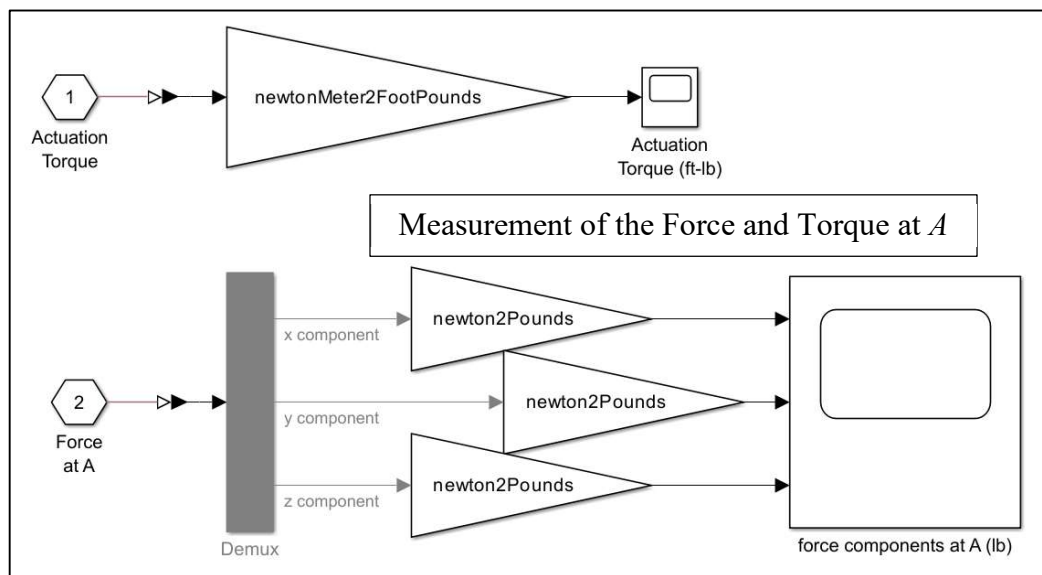 1
newtonMeter2FootPounds
Actuation
Torque
Actuation
Torque (ft-lb)
Measurement of the Force and Torque at A
newton2Pounds
x component
2
newton2Pounds
y component
Force
at A
newton2Pounds
z component
Demux
force components at A (lb)